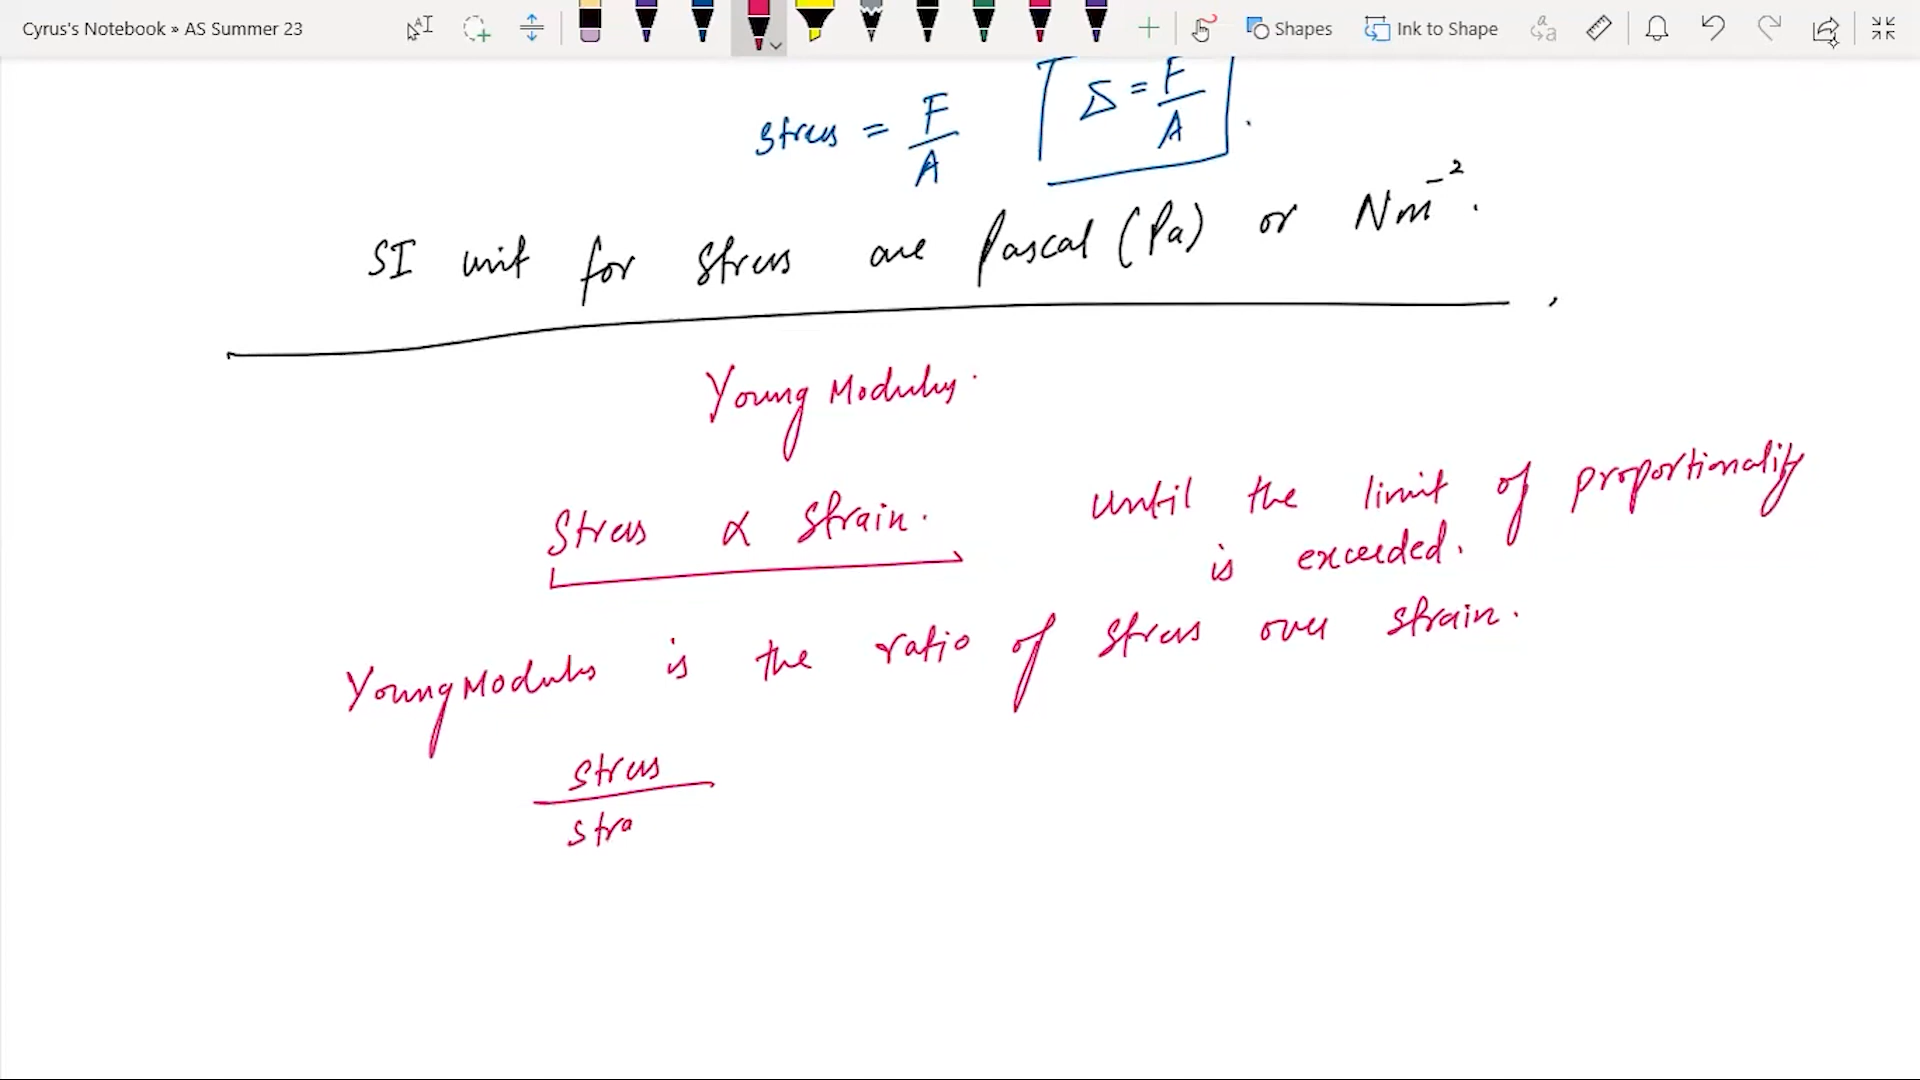 Cyrus's Notebook » AS Summer 23
Shapes
Ink to Shape
stress = F/A
S = F/A
SI unit for stress are Pascal (Pa) or Nm⁻².
Young Modulus.
Stress ∝ strain.
until the limit of proportionality
is exceeded.
Young Modulus is the ratio of stress over strain.
stress
stra